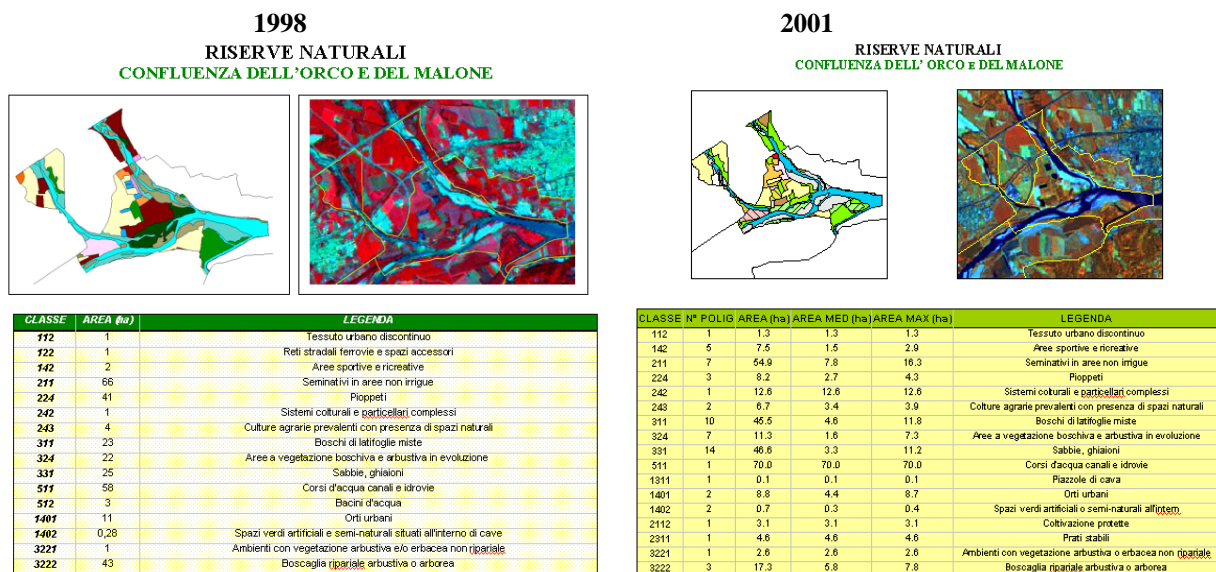 1998
RISERVE NATURALI
CONFLUENZA DELL'ORCO E DEL MALONE
CLASSE AREA (ha) LEGENDA
112 1 Tessuto urbano discontinuo
122 1 Reti stradali ferrovie e spazi accessori
142 2 Aree sportive e ricreative
211 66 Seminativi in aree non irrigue
224 41 Pioppeti
242 1 Sistemi colturali e particellari complessi
243 4 Culture agrarie prevalenti con presenza di spazi naturali
311 23 Boschi di latifoglie miste
324 22 Aree a vegetazione boschiva e arbustiva in evoluzione
331 25 Sabbie, ghiaioni
511 58 Corsi d'acqua canali e idrovie
512 3 Bacini d'acqua
1401 11 Orti urbani
1402 0,28 Spazi verdi artificiali e semi-naturali situati all'interno di cave
3221 1 Ambienti con vegetazione arbustiva e/o erbacea non ripariale
3222 43 Boscaglia ripariale arbustiva o arborea
2001
RISERVE NATURALI
CONFLUENZA DELL' ORCO E DEL MALONE
CLASSE N° POLIG AREA (ha) AREA MED (ha) AREA MAX (ha) LEGENDA
112 1 1.3 1.3 1.3 Tessuto urbano discontinuo
142 5 7.5 1.5 2.9 Aree sportive e ricreative
211 7 54.9 7.8 16.3 Seminativi in aree non irrigue
224 3 8.2 2.7 4.3 Pioppeti
242 1 12.6 12.6 12.6 Sistemi colturali e particellari complessi
243 2 6.7 3.4 3.9 Colture agrarie prevalenti con presenza di spazi naturali
311 10 45.5 4.6 11.8 Boschi di latifoglie miste
324 7 11.3 1.6 7.3 Aree a vegetazione boschiva e arbustiva in evoluzione
331 14 46.6 3.3 11.2 Sabbie, ghiaioni
511 1 70.0 70.0 70.0 Corsi d'acqua canali e idrovie
1311 1 0.1 0.1 0.1 Piazzole di cava
1401 2 8.8 4.4 8.7 Orti urbani
1402 2 0.7 0.3 0.4 Spazi verdi artificiali o semi-naturali all'intern
2112 1 3.1 3.1 3.1 Coltivazione protette
2311 1 4.6 4.6 4.6 Prati stabili
3221 1 2.6 2.6 2.6 Ambienti con vegetazione arbustiva o erbacea non ripariale
3222 3 17.3 5.8 7.8 Boscaglia ripariale arbustiva o arborea